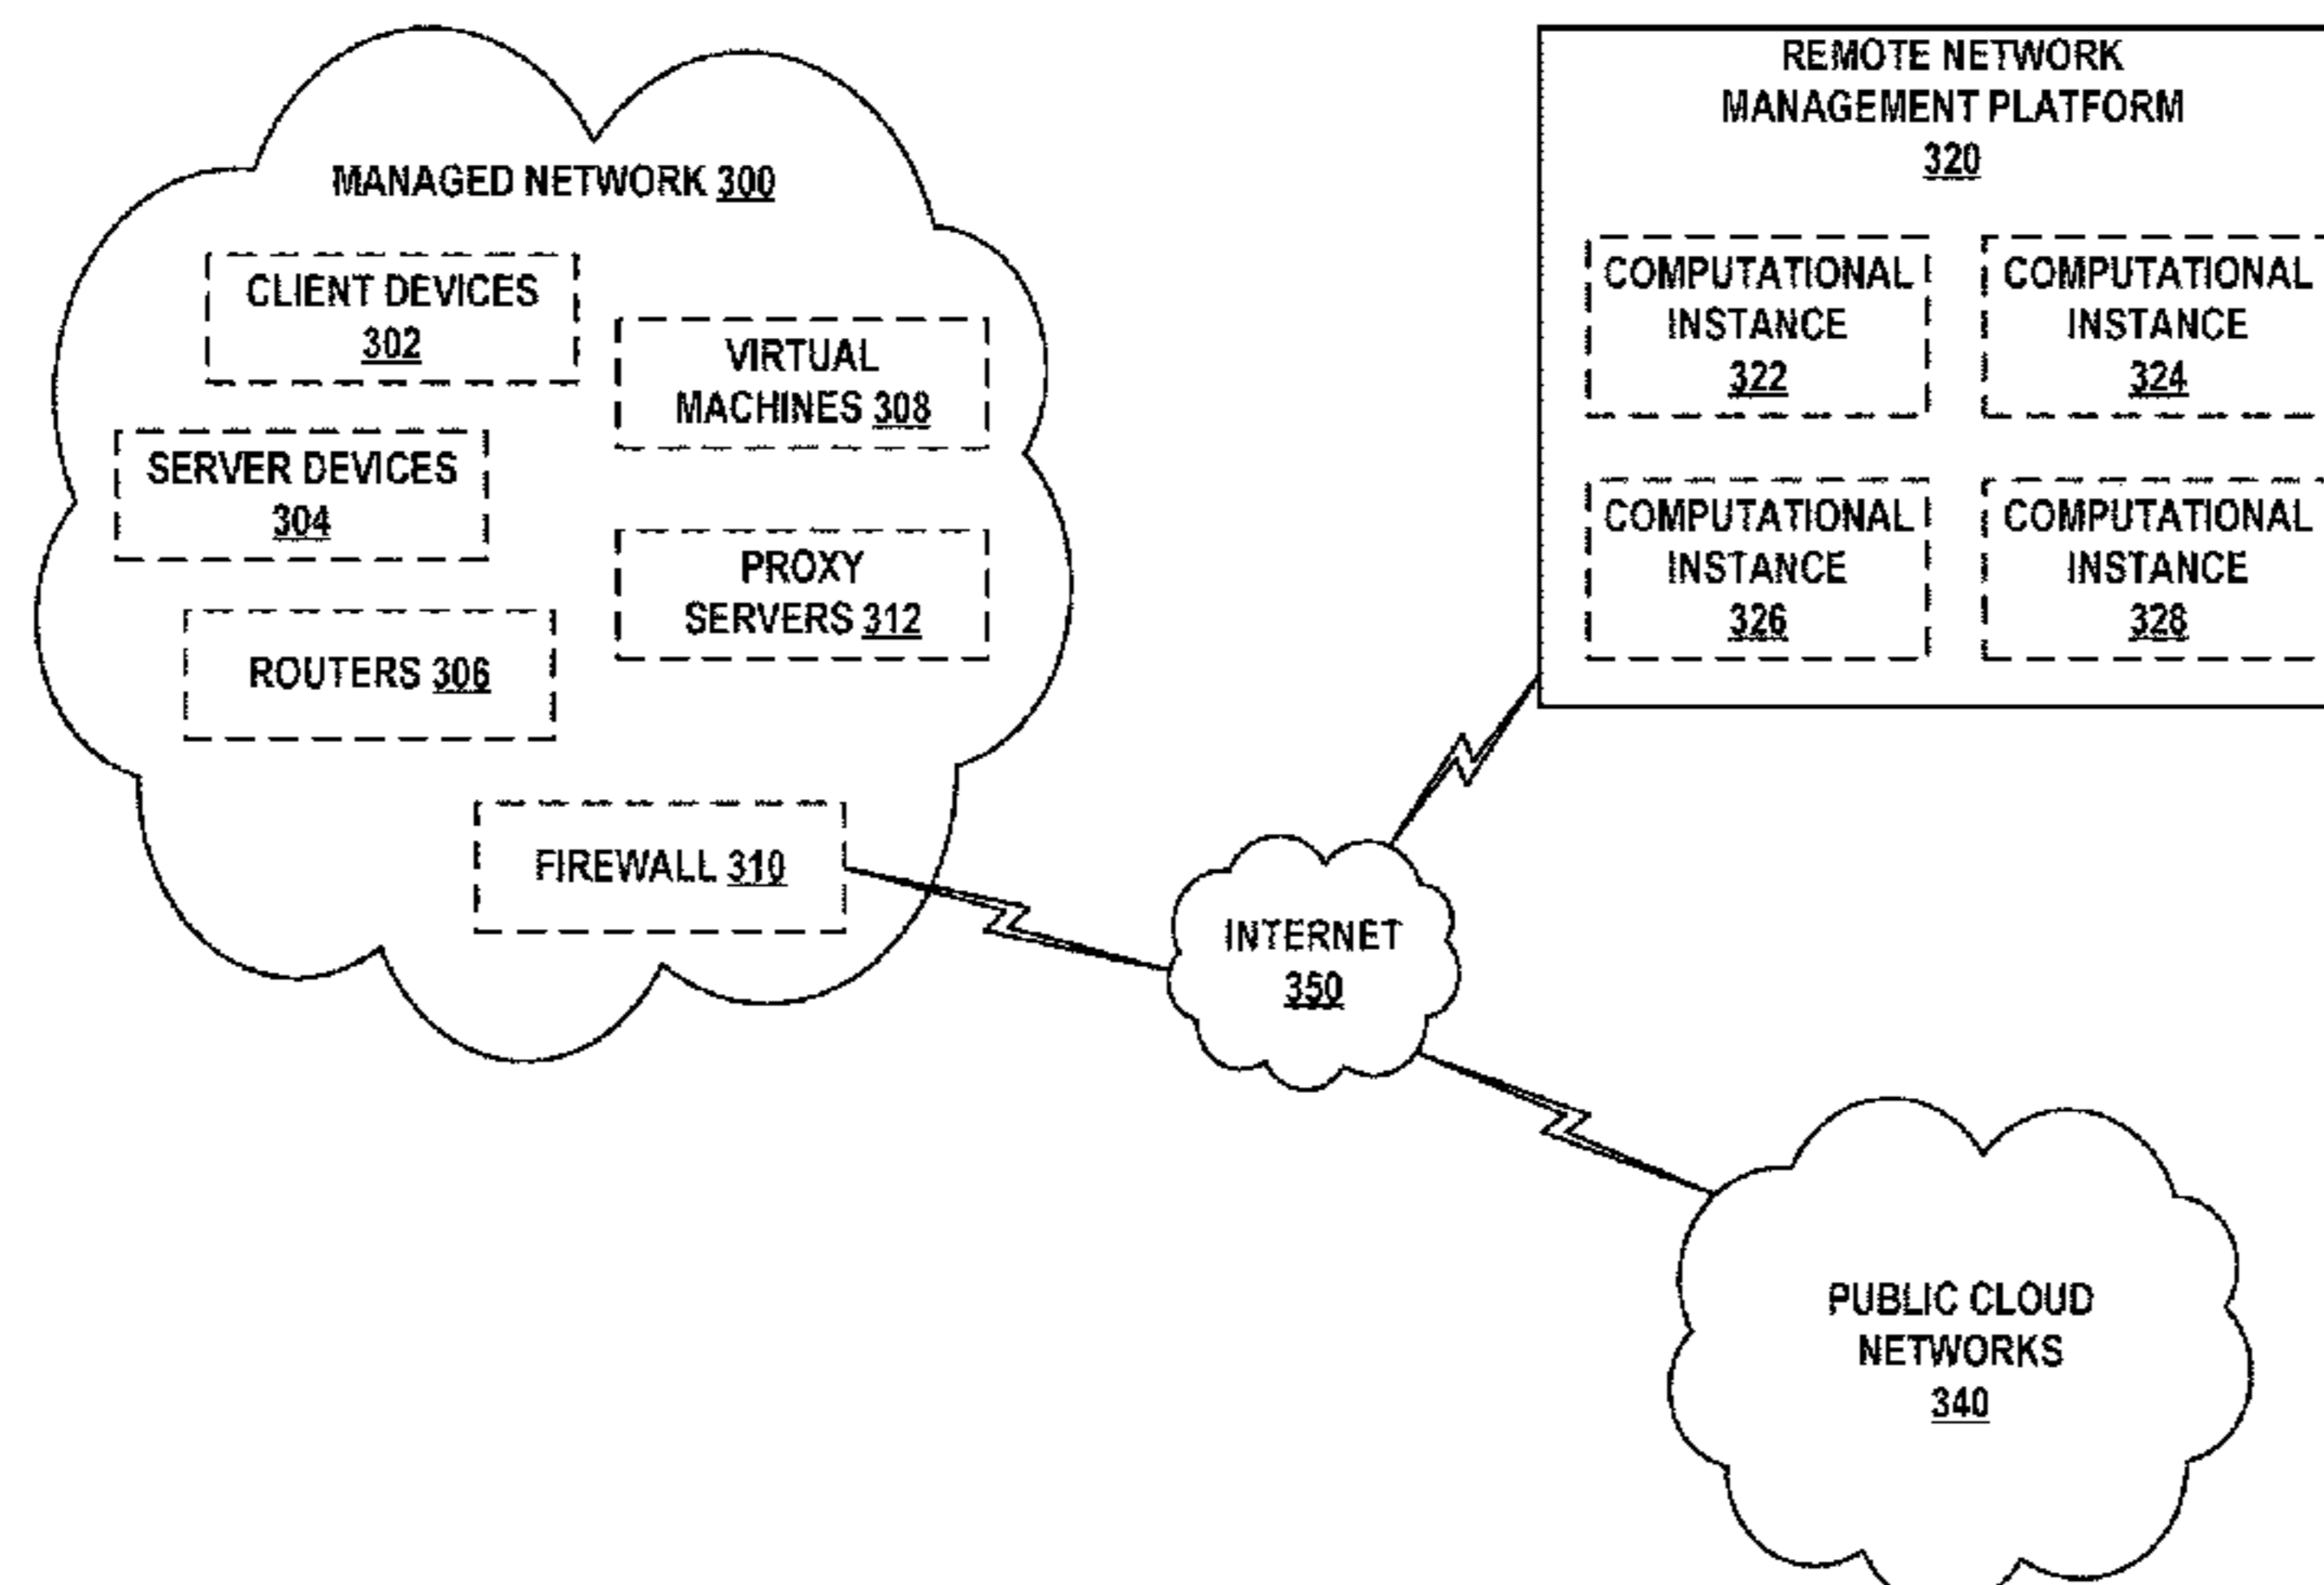 MANAGED NETWORK 300
CLIENT DEVICES
302
VIRTUAL
MACHINES 308
SERVER DEVICES
304
PROXY
SERVERS 312
ROUTERS 306
FIREWALL 310
REMOTE NETWORK
MANAGEMENT PLATFORM
320
COMPUTATIONAL
INSTANCE
322
COMPUTATIONAL
INSTANCE
324
COMPUTATIONAL
INSTANCE
326
COMPUTATIONAL
INSTANCE
328
INTERNET
350
PUBLIC CLOUD
NETWORKS
340